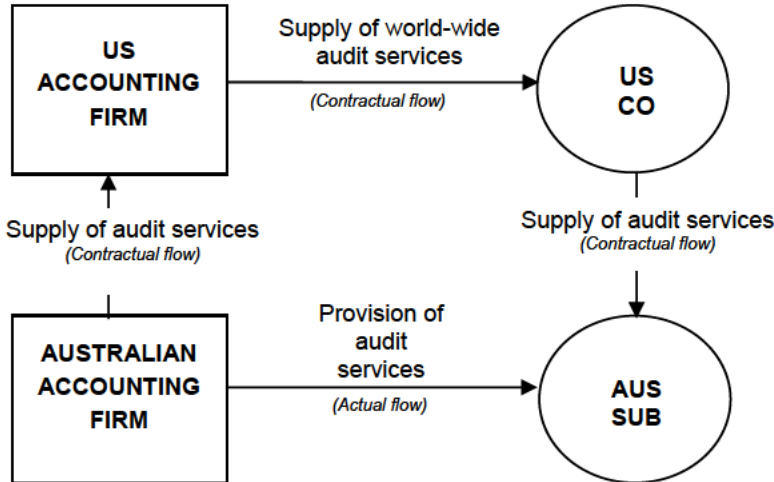 US
ACCOUNTING
FIRM
Supply of world-wide
audit services
(Contractual flow)
US
CO
Supply of audit services
(Contractual flow)
Supply of audit services
(Contractual flow)
AUSTRALIAN
ACCOUNTING
FIRM
Provision of
audit
services
(Actual flow)
AUS
SUB